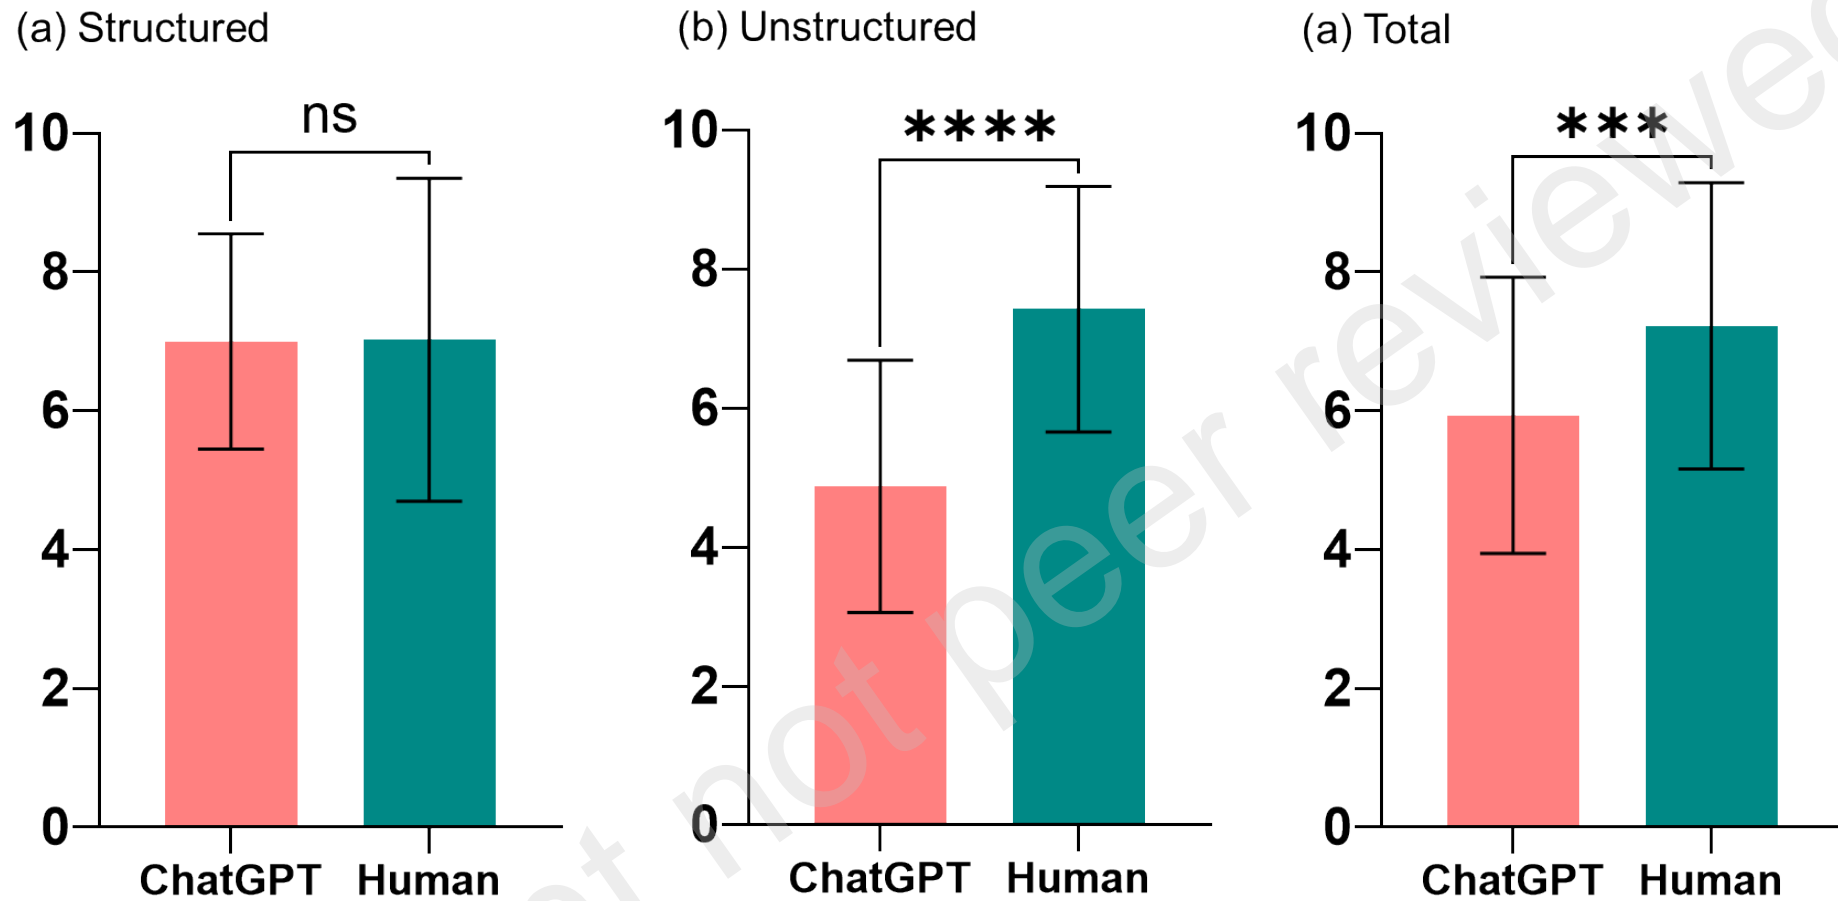 (a) Structured
ns
10
8
6
4
2
0
ChatGPT Human
(b) Unstructured
****
10
8
6
4
2
0
ChatGPT Human
(a) Total
***
10
8
6
4
2
0
ChatGPT Human
not peer reviewed